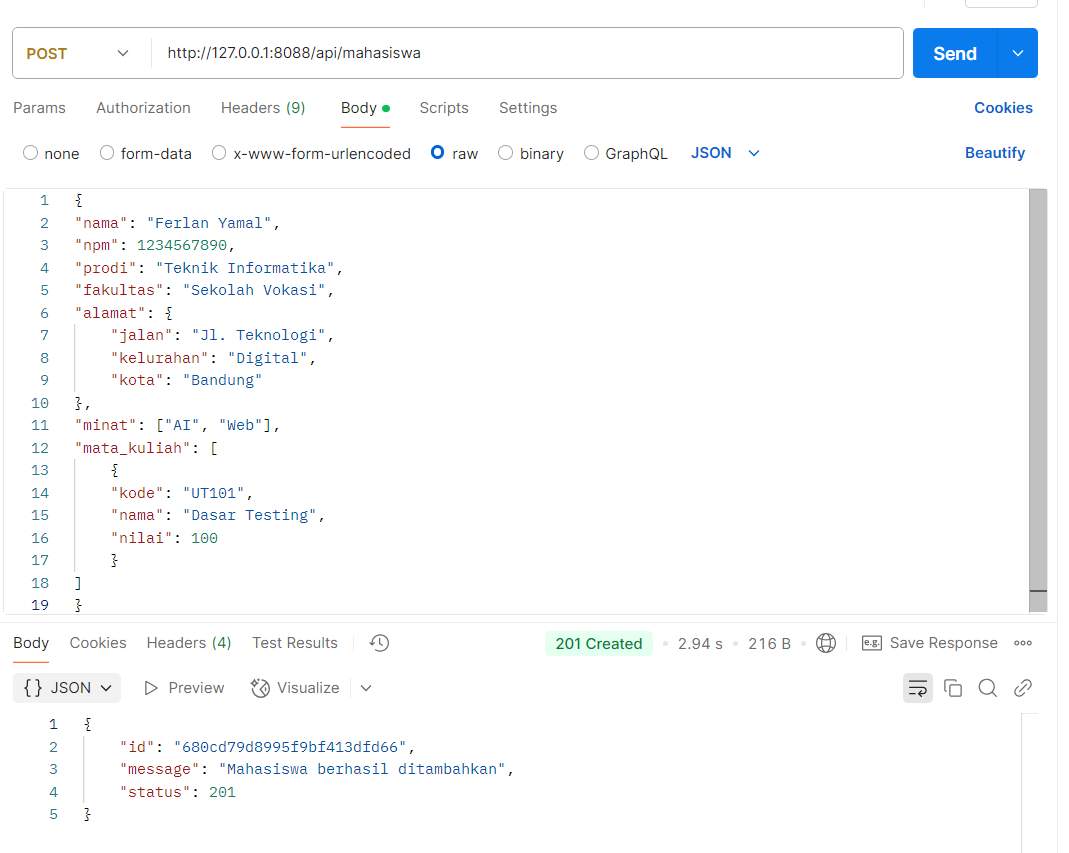 POST http://127.0.0.1:8088/api/mahasiswa Send
Params Authorization Headers (9) Body Scripts Settings Cookies
none form-data x-www-form-urlencoded raw binary GraphQL JSON Beautify
1 {
2 "nama": "Ferlan Yamal",
3 "npm": 1234567890,
4 "prodi": "Teknik Informatika",
5 "fakultas": "Sekolah Vokasi",
6 "alamat": {
7 "jalan": "Jl. Teknologi",
8 "kelurahan": "Digital",
9 "kota": "Bandung"
10 },
11 "minat": ["AI", "Web"],
12 "mata_kuliah": [
13 {
14 "kode": "UT101",
15 "nama": "Dasar Testing",
16 "nilai": 100
17 }
18 ]
19 }
Body Cookies Headers (4) Test Results 201 Created 2.94 s 216 B e.g. Save Response
{} JSON Preview Visualize
1 {
2 "id": "680cd79d8995f9bf413dfd66",
3 "message": "Mahasiswa berhasil ditambahkan",
4 "status": 201
5 }